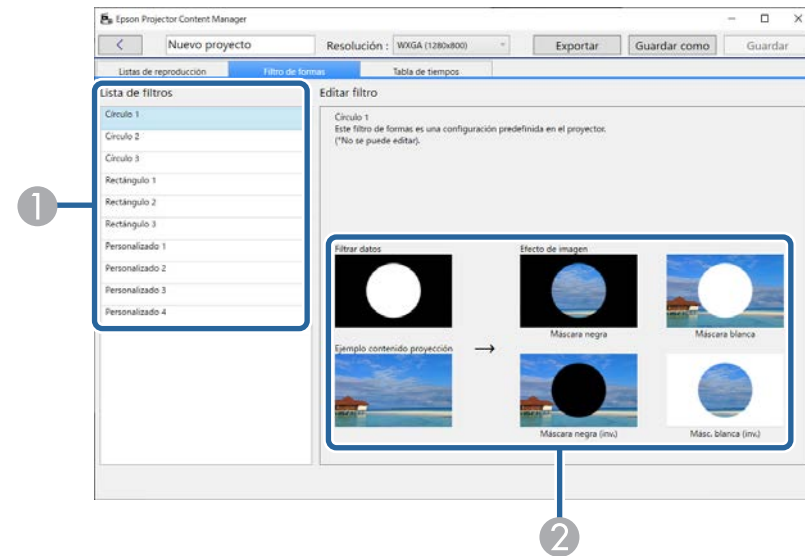 Epson Projector Content Manager
Nuevo proyecto
Resolución :
WXGA (1280x800)
Exportar
Guardar como
Guardar
Listas de reproducción
Filtro de formas
Tabla de tiempos
Lista de filtros
Círculo 1
Círculo 2
Círculo 3
Rectángulo 1
Rectángulo 2
Rectángulo 3
Personalizado 1
Personalizado 2
Personalizado 3
Personalizado 4
Editar filtro
Círculo 1
Este filtro de formas es una configuración predefinida en el proyector.
(*No se puede editar).
Filtrar datos
Efecto de imagen
Máscara negra
Máscara blanca
Ejemplo contenido proyección
→
Máscara negra (inv.)
Másc. blanca (inv.)
1
2